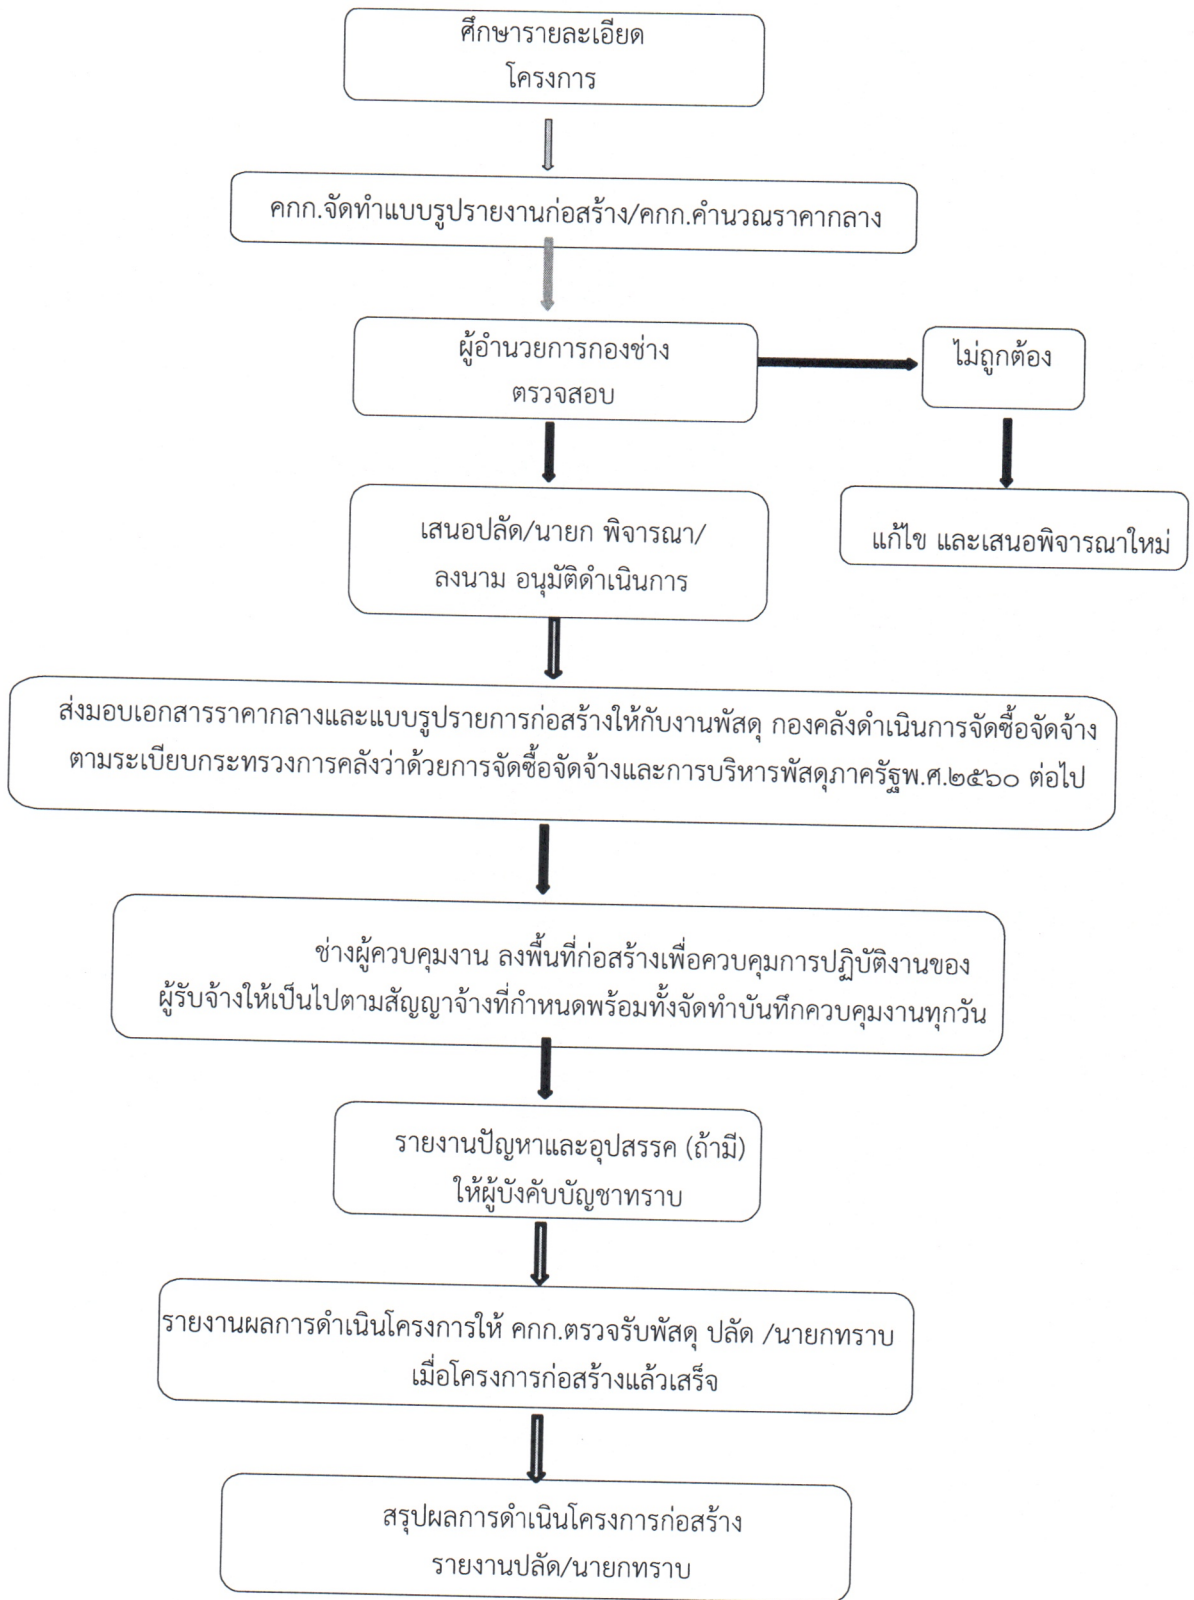 ศึกษารายละเอียด
โครงการ
คกก.จัดทำแบบรูปรายงานก่อสร้าง/คกก.คำนวณราคากลาง
ผู้อำนวยการกองช่าง
ตรวจสอบ
ไม่ถูกต้อง
เสนอปลัด/นายก พิจารณา/
ลงนาม อนุมัติดำเนินการ
แก้ไข และเสนอพิจารณาใหม่
ส่งมอบเอกสารราคากลางและแบบรูปรายการก่อสร้างให้กับงานพัสดุ กองคลังดำเนินการจัดซื้อจัดจ้าง
ตามระเบียบกระทรวงการคลังว่าด้วยการจัดซื้อจัดจ้างและการบริหารพัสดุภาครัฐพ.ศ.๒๕๖๐ ต่อไป
ช่างผู้ควบคุมงาน ลงพื้นที่ก่อสร้างเพื่อควบคุมการปฏิบัติงานของ
ผู้รับจ้างให้เป็นไปตามสัญญาจ้างที่กำหนดพร้อมทั้งจัดทำบันทึกควบคุมงานทุกวัน
รายงานปัญหาและอุปสรรค (ถ้ามี)
ให้ผู้บังคับบัญชาทราบ
รายงานผลการดำเนินโครงการให้ คกก.ตรวจรับพัสดุ ปลัด /นายกทราบ
เมื่อโครงการก่อสร้างแล้วเสร็จ
สรุปผลการดำเนินโครงการก่อสร้าง
รายงานปลัด/นายกทราบ